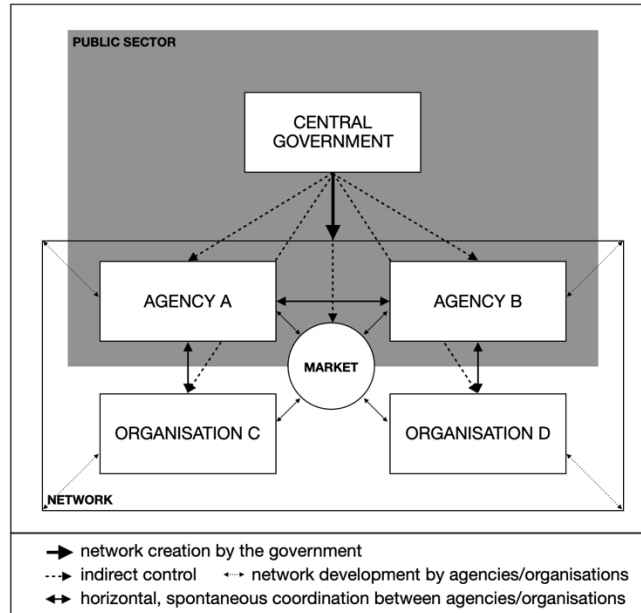 PUBLIC SECTOR
CENTRAL
GOVERNMENT
AGENCY A
AGENCY B
MARKET
ORGANISATION C
ORGANISATION D
NETWORK
network creation by the government
indirect control
network development by agencies/organisations
horizontal, spontaneous coordination between agencies/organisations